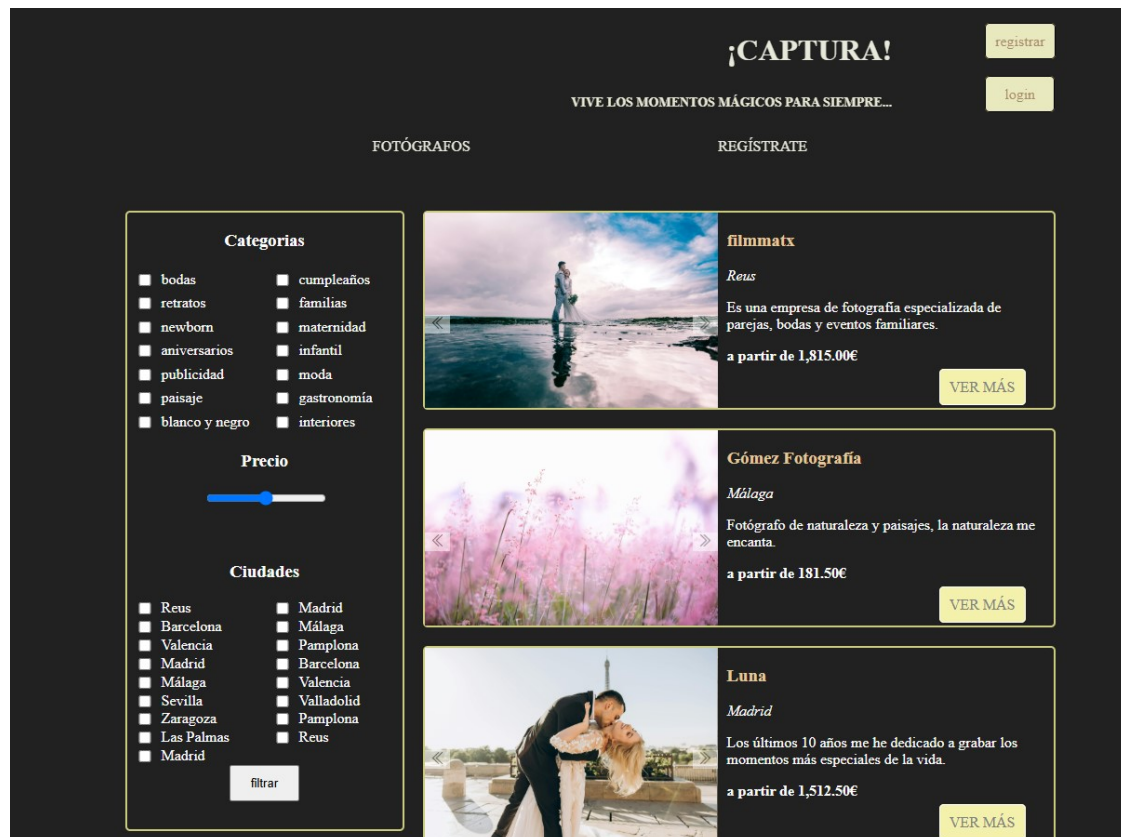 ¡CAPTURA!
registrar
VIVE LOS MOMENTOS MÁGICOS PARA SIEMPRE...
login
FOTÓGRAFOS
REGÍSTRATE
Categorias
bodas
cumpleaños
retratos
familias
newborn
maternidad
aniversarios
infantil
publicidad
moda
paisaje
gastronomía
blanco y negro
interiores
Precio
Ciudades
Reus
Madrid
Barcelona
Málaga
Valencia
Pamplona
Madrid
Barcelona
Málaga
Valencia
Sevilla
Valladolid
Zaragoza
Pamplona
Las Palmas
Reus
Madrid
filtrar
filmmatx
Reus
Es una empresa de fotografía especializada de
parejas, bodas y eventos familiares.
a partir de 1,815.00€
VER MÁS
Gómez Fotografía
Málaga
Fotógrafo de naturaleza y paisajes, la naturaleza me
encanta.
a partir de 181.50€
VER MÁS
Luna
Madrid
Los últimos 10 años me he dedicado a grabar los
momentos más especiales de la vida.
a partir de 1,512.50€
VER MÁS